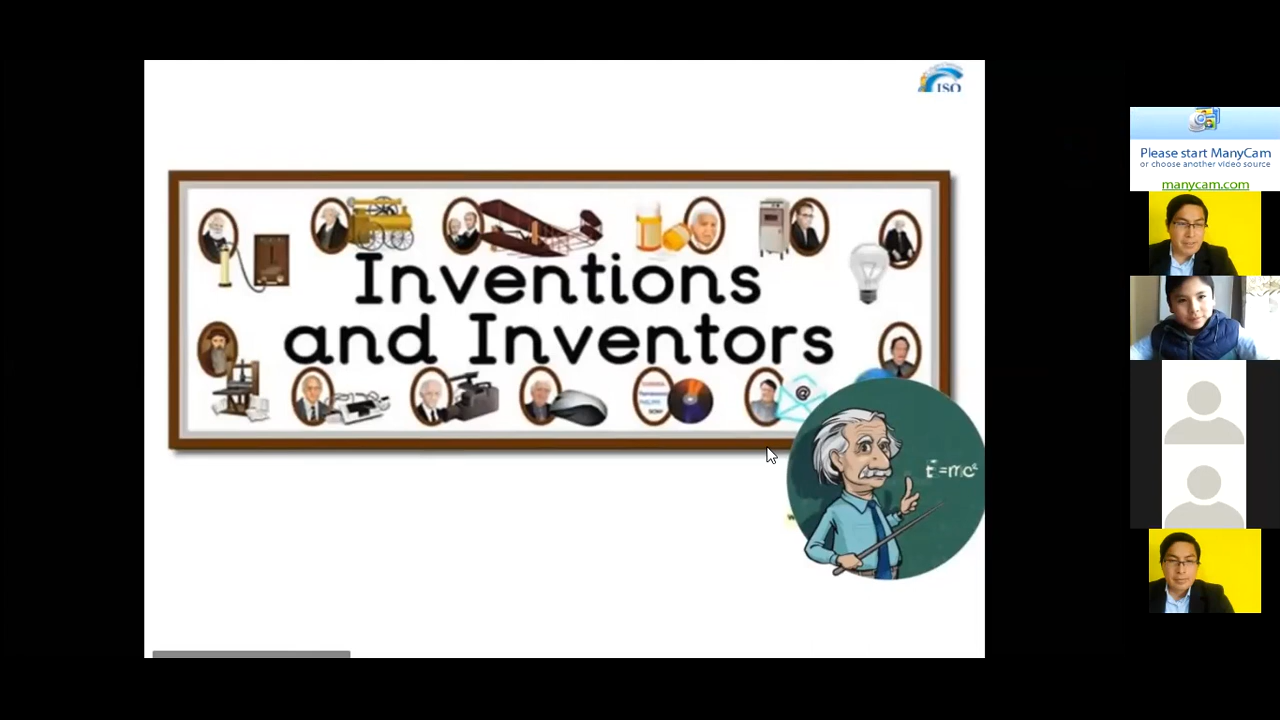 ISO
Inventions
and Inventors
@
E=mc²
Please start ManyCam
or choose another video source
manycam.com